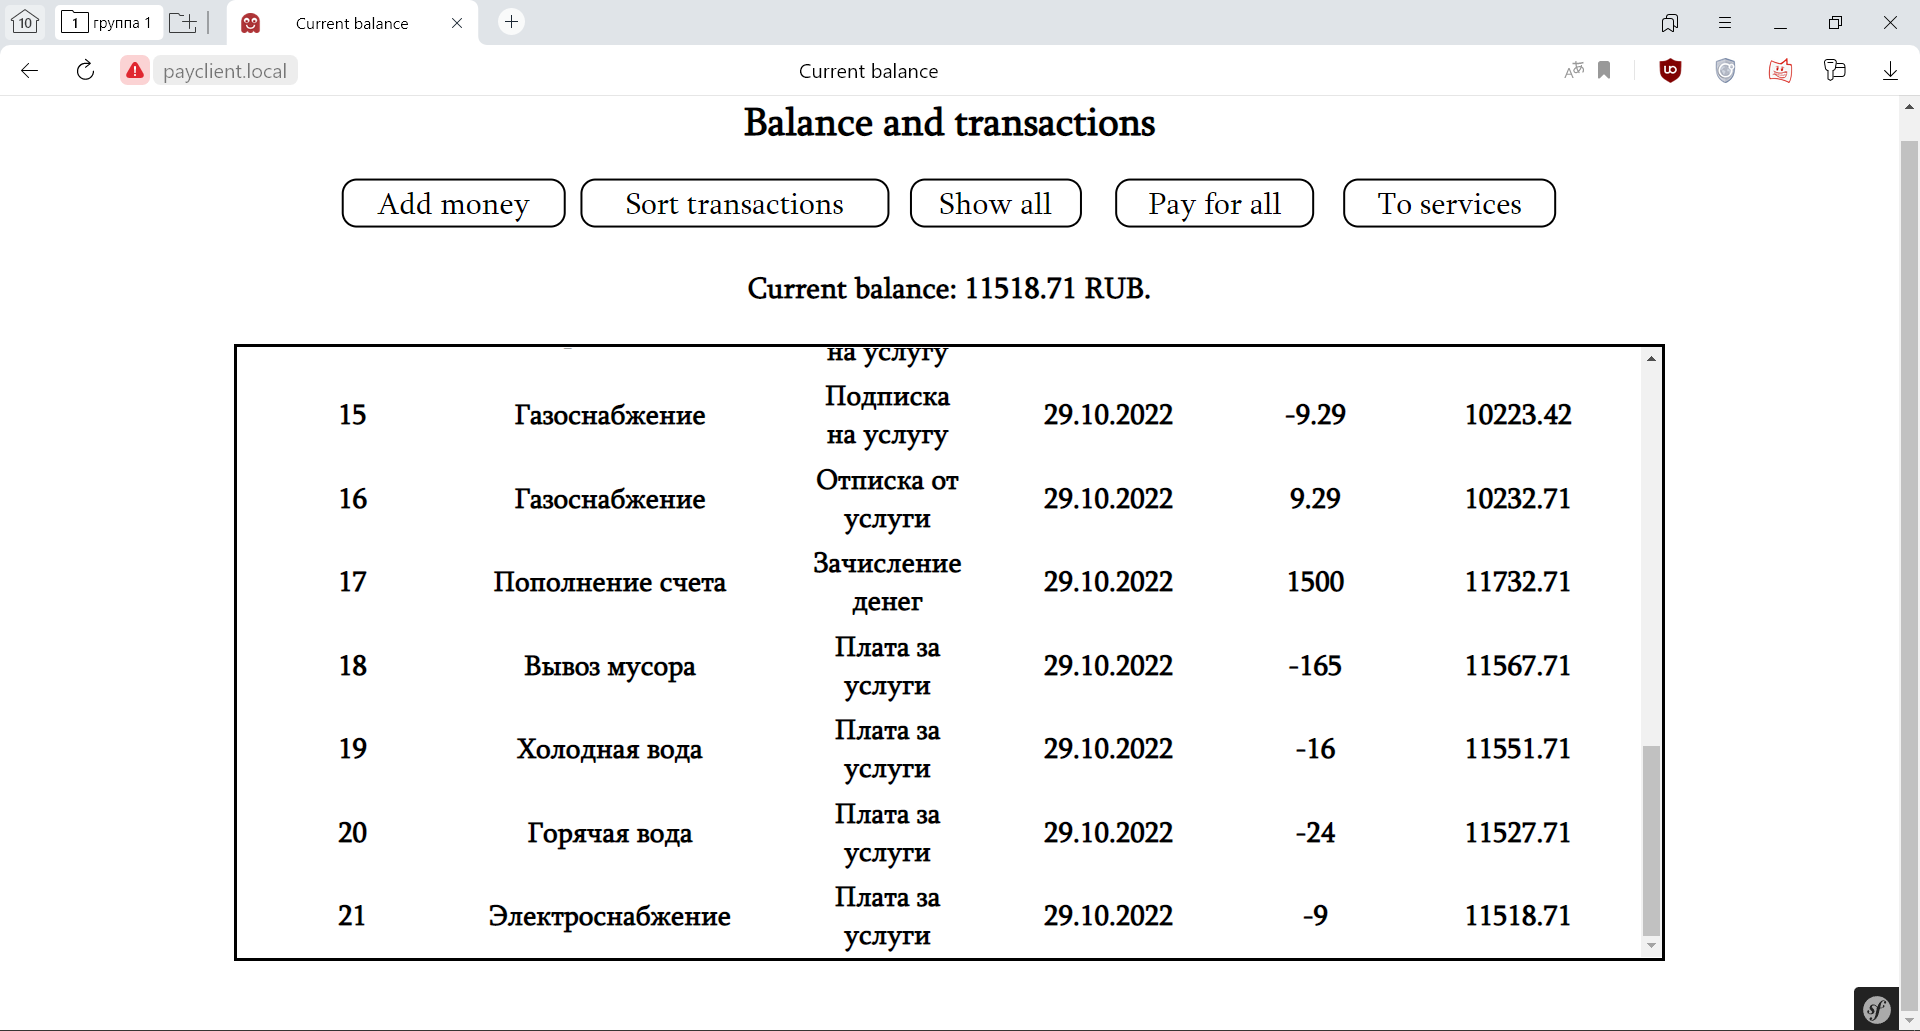 10
1
группа 1
Current balance
payclient.local
Current balance
Balance and transactions
Add money
Sort transactions
Show all
Pay for all
To services
Current balance: 11518.71 RUB.
на услугу
15 Газоснабжение Подписка на услугу 29.10.2022 -9.29 10223.42
16 Газоснабжение Отписка от услуги 29.10.2022 9.29 10232.71
17 Пополнение счета Зачисление денег 29.10.2022 1500 11732.71
18 Вывоз мусора Плата за услуги 29.10.2022 -165 11567.71
19 Холодная вода Плата за услуги 29.10.2022 -16 11551.71
20 Горячая вода Плата за услуги 29.10.2022 -24 11527.71
21 Электроснабжение Плата за услуги 29.10.2022 -9 11518.71
sf